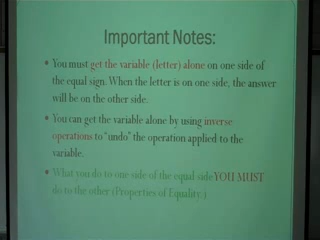 Important Notes:
• You must get the variable (letter) alone on one side of
the equal sign. When the letter is on one side, the answer
will be on the other side.
• You can get the variable alone by using inverse
operations to "undo" the operation applied to the
variable.
• What you do to one side of the equal side YOU MUST
do to the other (Properties of Equality.)